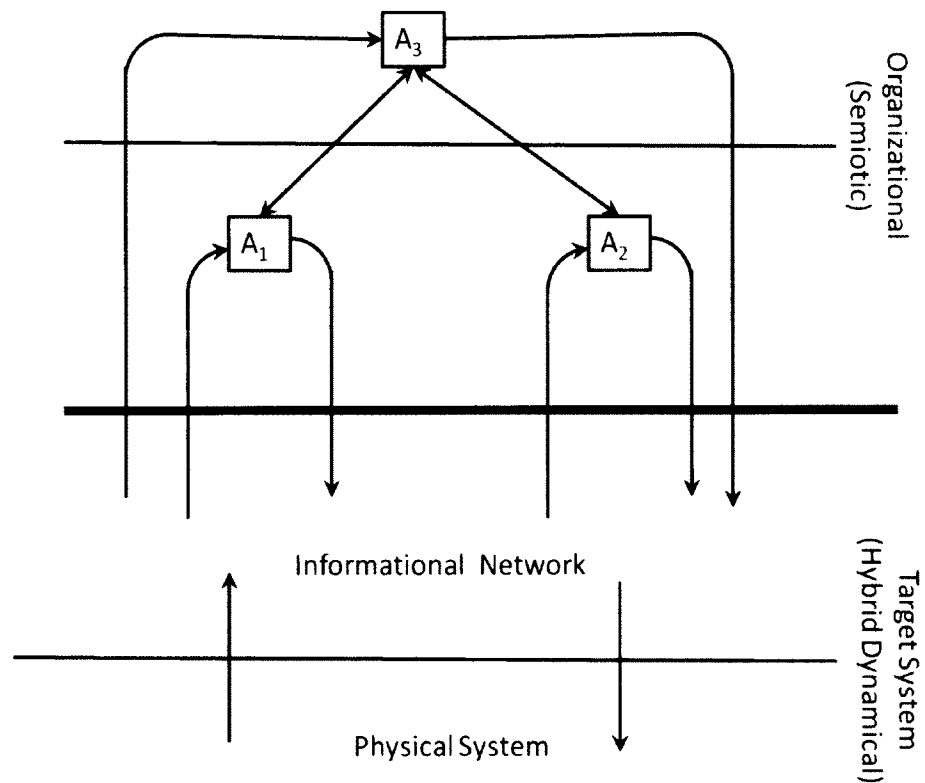 A₃
Organizational
(Semiotic)
A₁
A₂
Informational Network
Target System
(Hybrid Dynamical)
Physical System